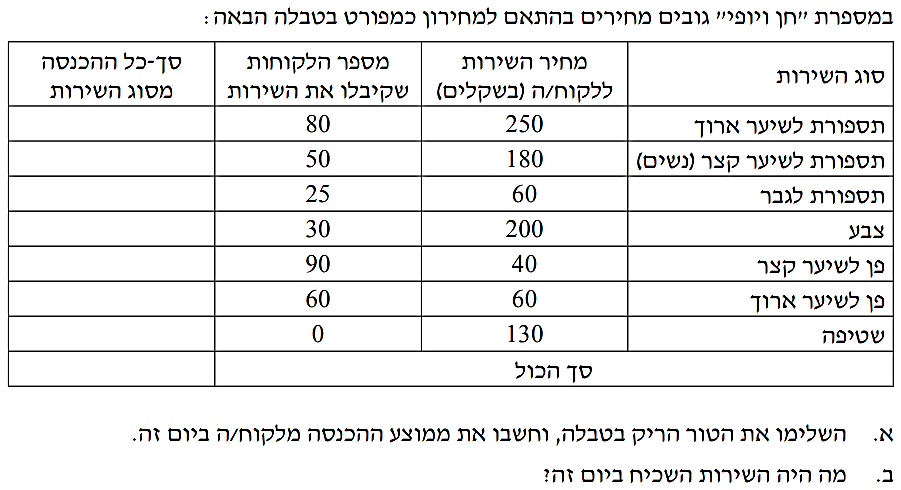 במספרת "חן ויופי" גובים מחירים בהתאם למחירון כמפורט בטבלה הבאה:
סוג השירות מחיר השירות ללקוח/ה (בשקלים) מספר הלקוחות שקיבלו את השירות סך-כל ההכנסה מסוג השירות
תספורת לשיער ארוך 250 80
תספורת לשיער קצר (נשים) 180 50
תספורת לגבר 60 25
צבע 200 30
פן לשיער קצר 40 90
פן לשיער ארוך 60 60
שטיפה 130 0
סך הכול
א. השלימו את הטור הריק בטבלה, וחשבו את ממוצע ההכנסה מלקוח/ה ביום זה.
ב. מה היה השירות השכיח ביום זה?